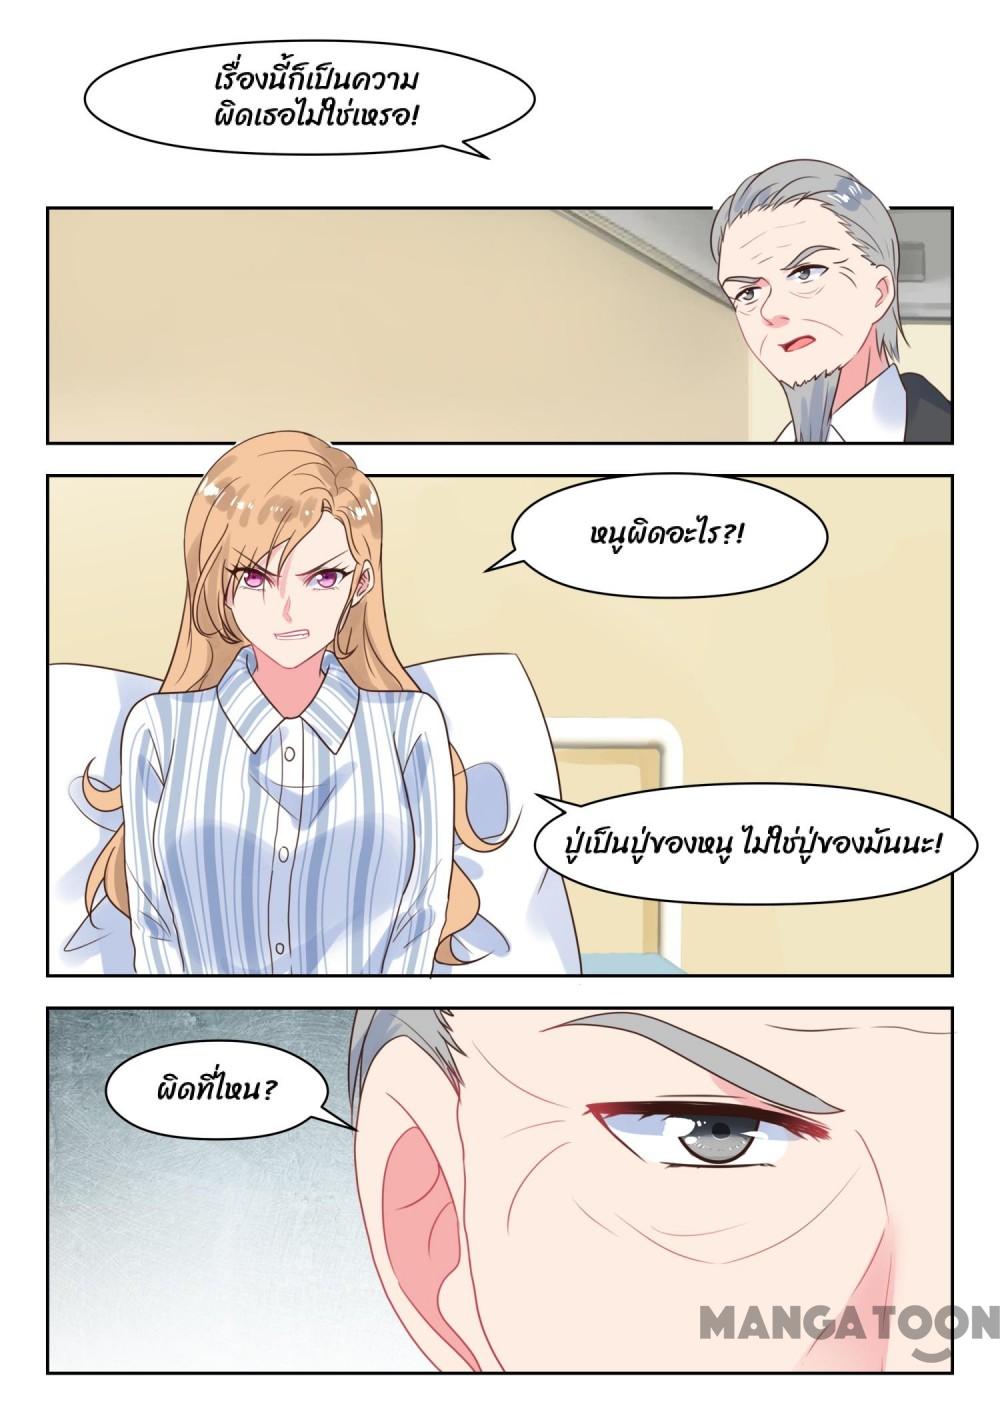 เรื่องนี้ก็เป็นความ
ผิดเธอไม่ใช่เหรอ!
หนูผิดอะไร?!
ปู่เป็นปู่ของหนู ไม่ใช่ปู่ของมันนะ!
ผิดที่ไหน?
MANGATOON